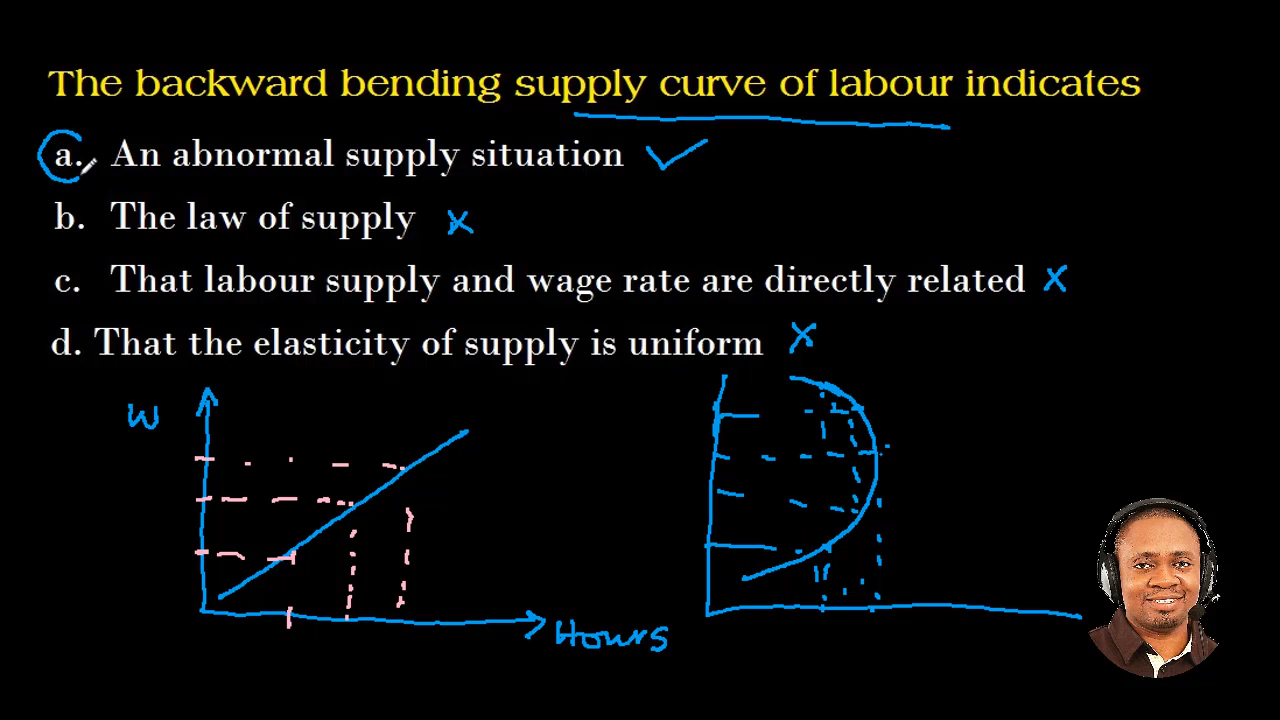 The backward bending supply curve of labour indicates
a. An abnormal supply situation
b. The law of supply
c. That labour supply and wage rate are directly related
d. That the elasticity of supply is uniform
W
Hours